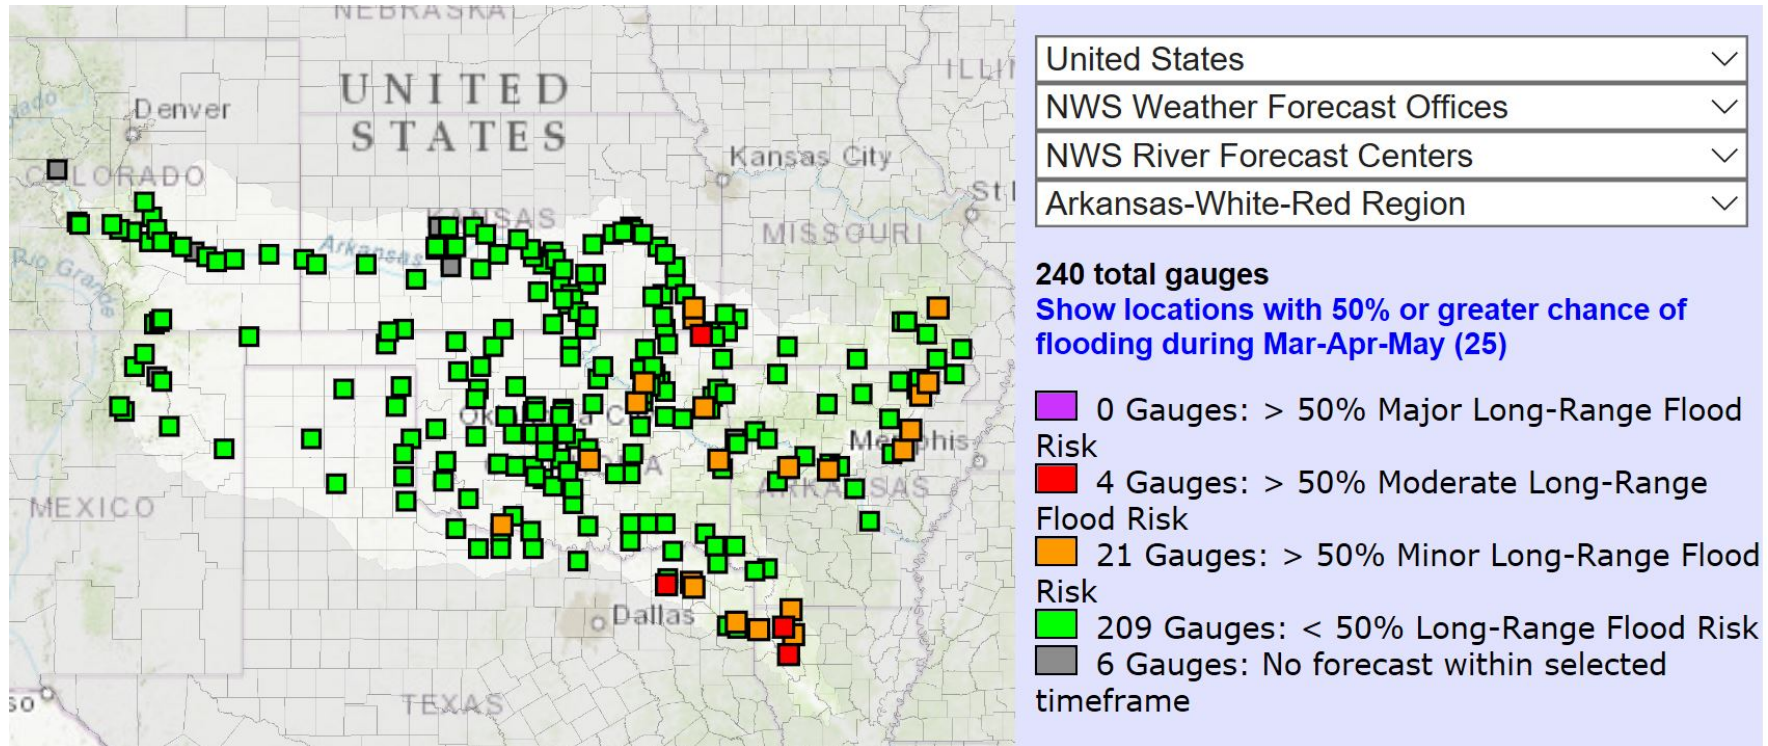 NEBRASKA
UNITED
STATES
ILLIN
Denver
Kansas City
COLORADO
St
KANSAS
MISSOURI
Arkansas
Rio Grande
Memphis
OKLAHOMA
ARKANSAS
MEXICO
Dallas
TEXAS
so
United States
NWS Weather Forecast Offices
NWS River Forecast Centers
Arkansas-White-Red Region
240 total gauges
Show locations with 50% or greater chance of
flooding during Mar-Apr-May (25)
0 Gauges: > 50% Major Long-Range Flood
Risk
4 Gauges: > 50% Moderate Long-Range
Flood Risk
21 Gauges: > 50% Minor Long-Range Flood
Risk
209 Gauges: < 50% Long-Range Flood Risk
6 Gauges: No forecast within selected
timeframe